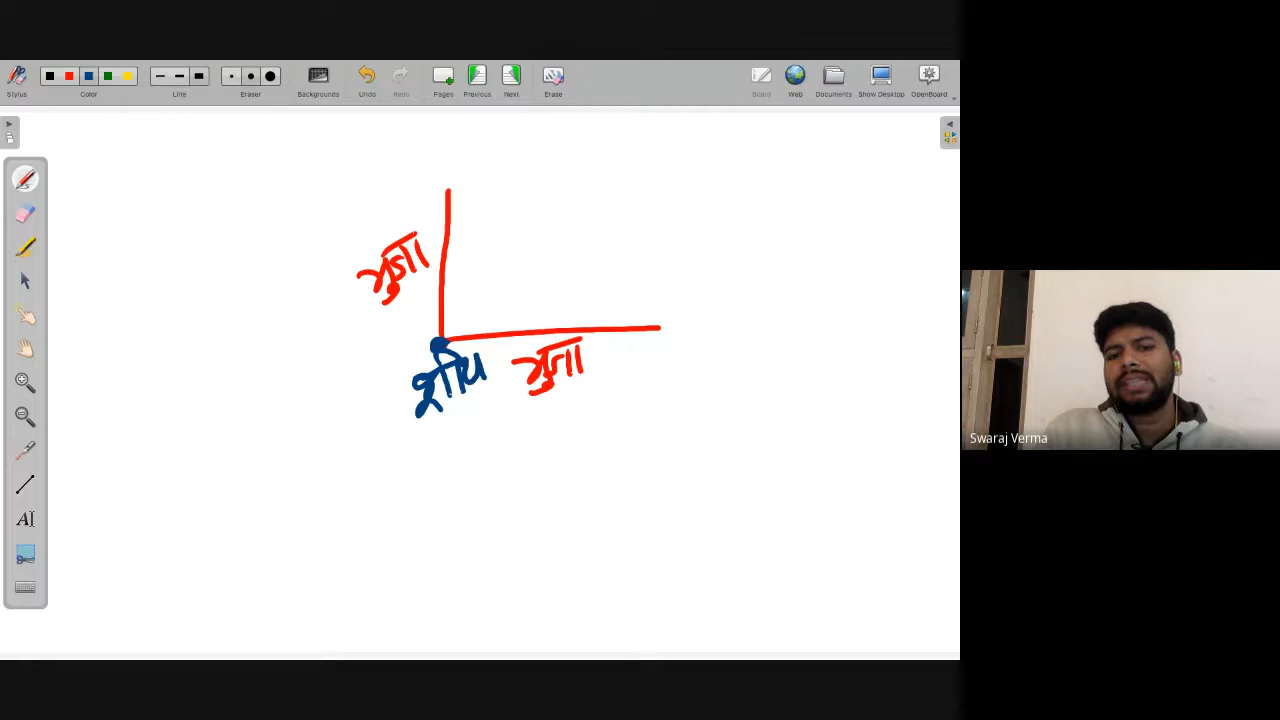 Stylus
Color
Line
Eraser
Backgrounds
Undo
Redo
Pages
Previous
Next
Erase
Board
Web
Documents
Show Desktop
OpenBoard
भुजा
शीर्ष
भुजा
Swaraj Verma